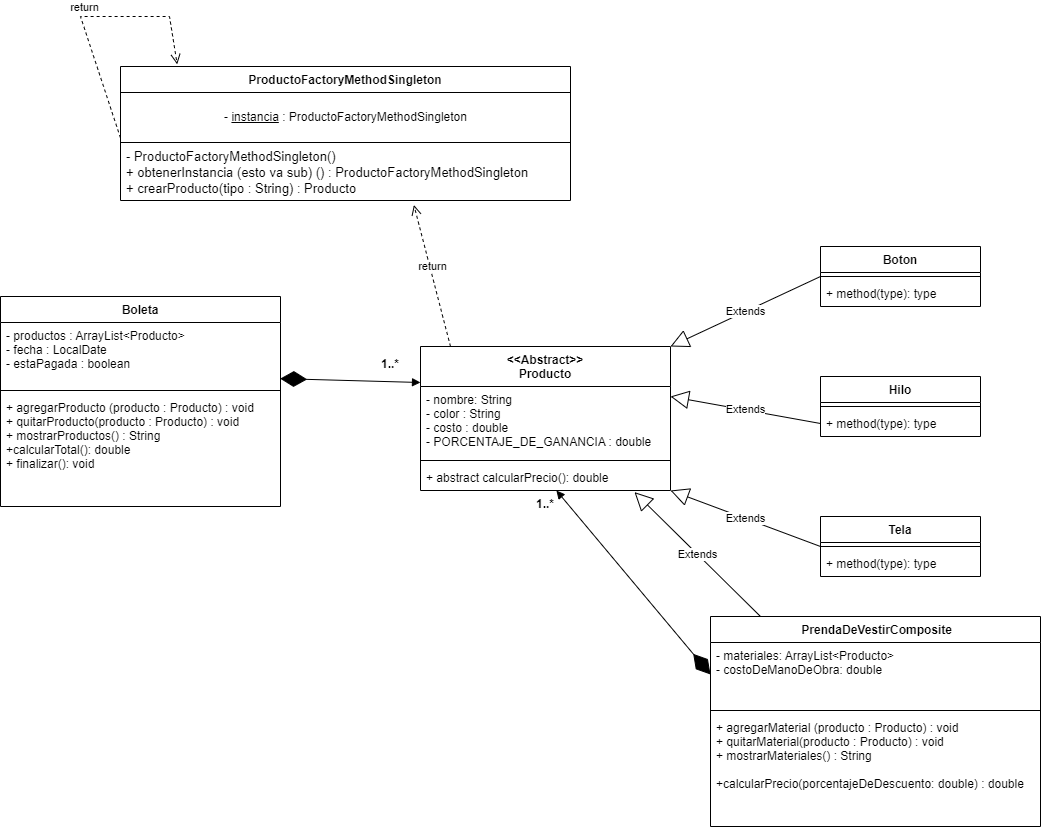 return
ProductoFactoryMethodSingleton
- instancia : ProductoFactoryMethodSingleton
- ProductoFactoryMethodSingleton()
+ obtenerInstancia (esto va sub) () : ProductoFactoryMethodSingleton
+ crearProducto(tipo : String) : Producto
return
Boleta
- productos : ArrayList<Producto>
- fecha : LocalDate
- estaPagada : boolean
+ agregarProducto (producto : Producto) : void
+ quitarProducto(producto : Producto) : void
+ mostrarProductos() : String
+calcularTotal(): double
+ finalizar(): void
1..*
<<Abstract>>
Producto
- nombre: String
- color : String
- costo : double
- PORCENTAJE_DE_GANANCIA : double
+ abstract calcularPrecio(): double
1..*
Extends
Boton
+ method(type): type
Extends
Hilo
+ method(type): type
Extends
Tela
+ method(type): type
Extends
PrendaDeVestirComposite
- materiales: ArrayList<Producto>
- costoDeManoDeObra: double
+ agregarMaterial (producto : Producto) : void
+ quitarMaterial(producto : Producto) : void
+ mostrarMateriales() : String
+calcularPrecio(porcentajeDeDescuento: double) : double